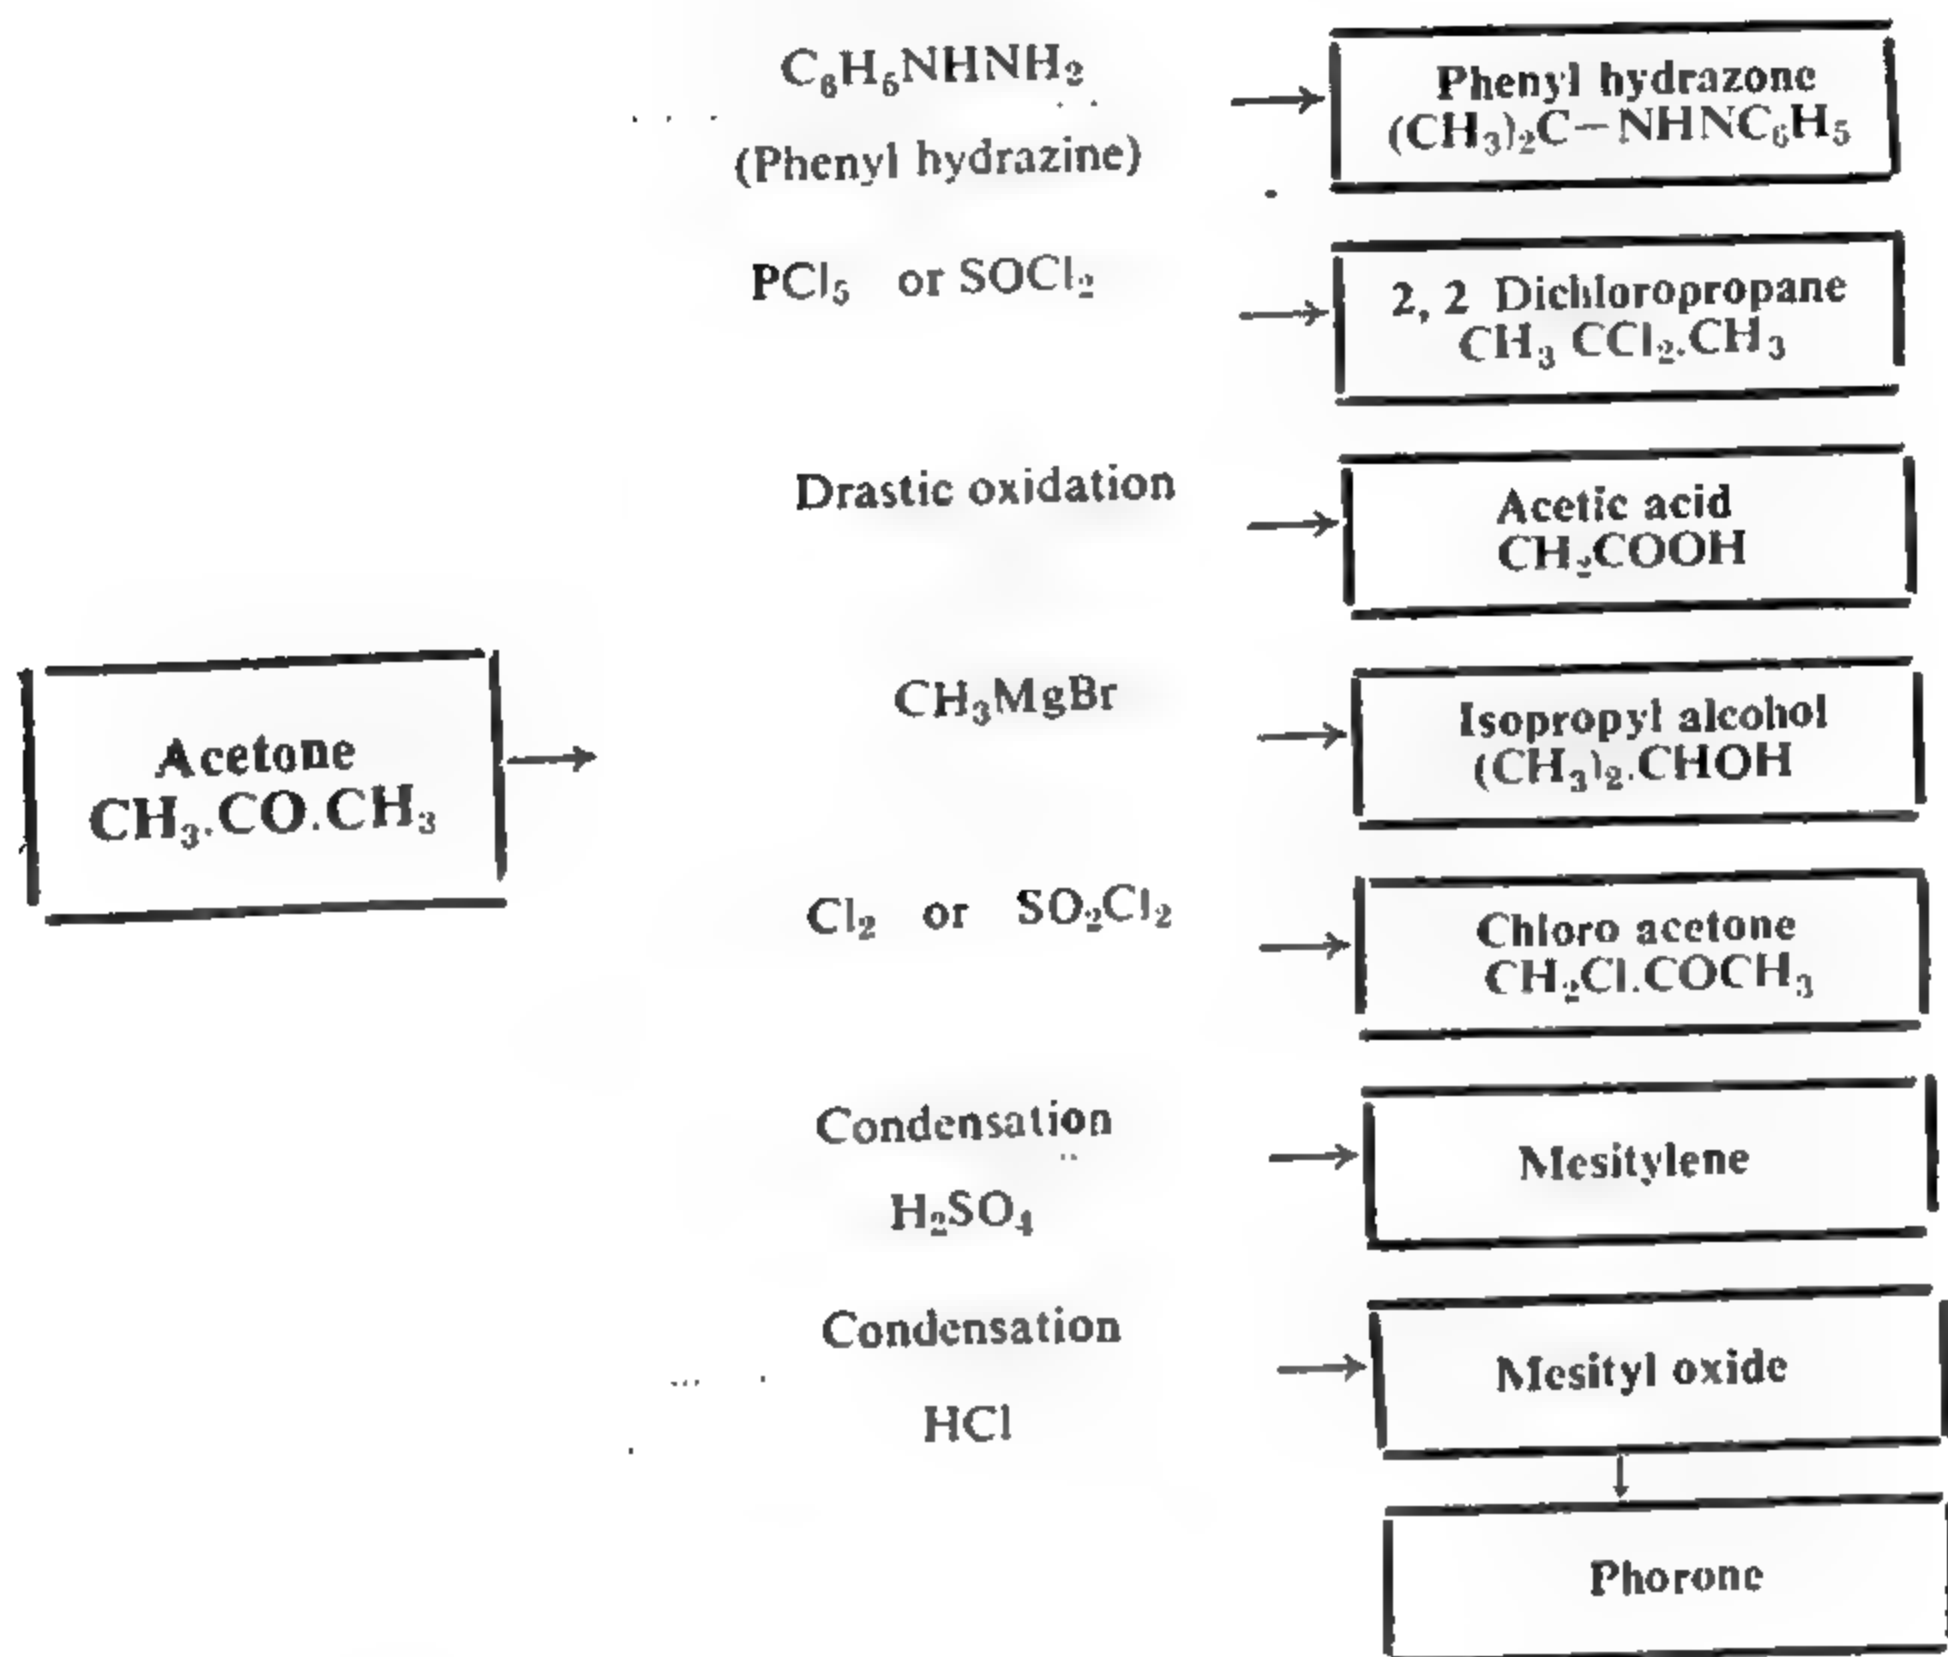 C₆H₅NHNH₂
(Phenyl hydrazine)
Phenyl hydrazone
(CH₃)₂C–NHNC₆H₅
PCl₅ or SOCl₂
2, 2 Dichloropropane
CH₃ CCl₂.CH₃
Drastic oxidation
Acetic acid
CH₂COOH
Acetone
CH₃.CO.CH₃
CH₃MgBr
Isopropyl alcohol
(CH₃)₂.CHOH
Cl₂ or SO₂Cl₂
Chloro acetone
CH₂Cl.COCH₃
Condensation
H₂SO₄
Mesitylene
Condensation
HCl
Mesityl oxide
Phorone